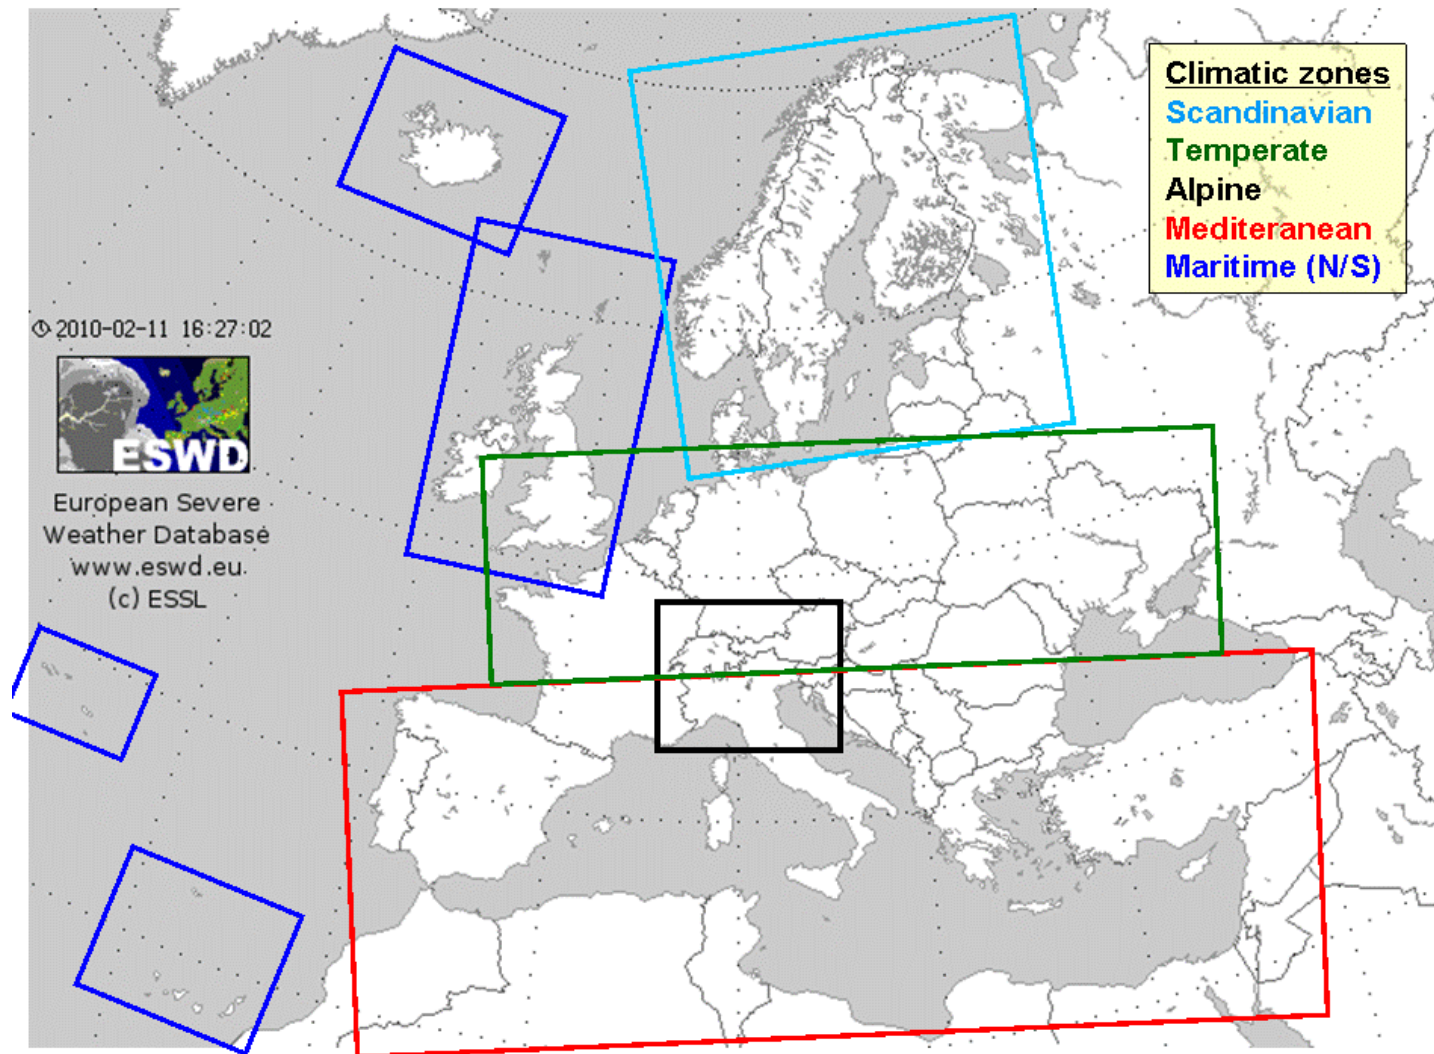 Climatic zones
Scandinavian
Temperate
Alpine
Mediteranean
Maritime (N/S)
2010-02-11 16:27:02
ESWD
European Severe
Weather Database
www.eswd.eu
(c) ESSL